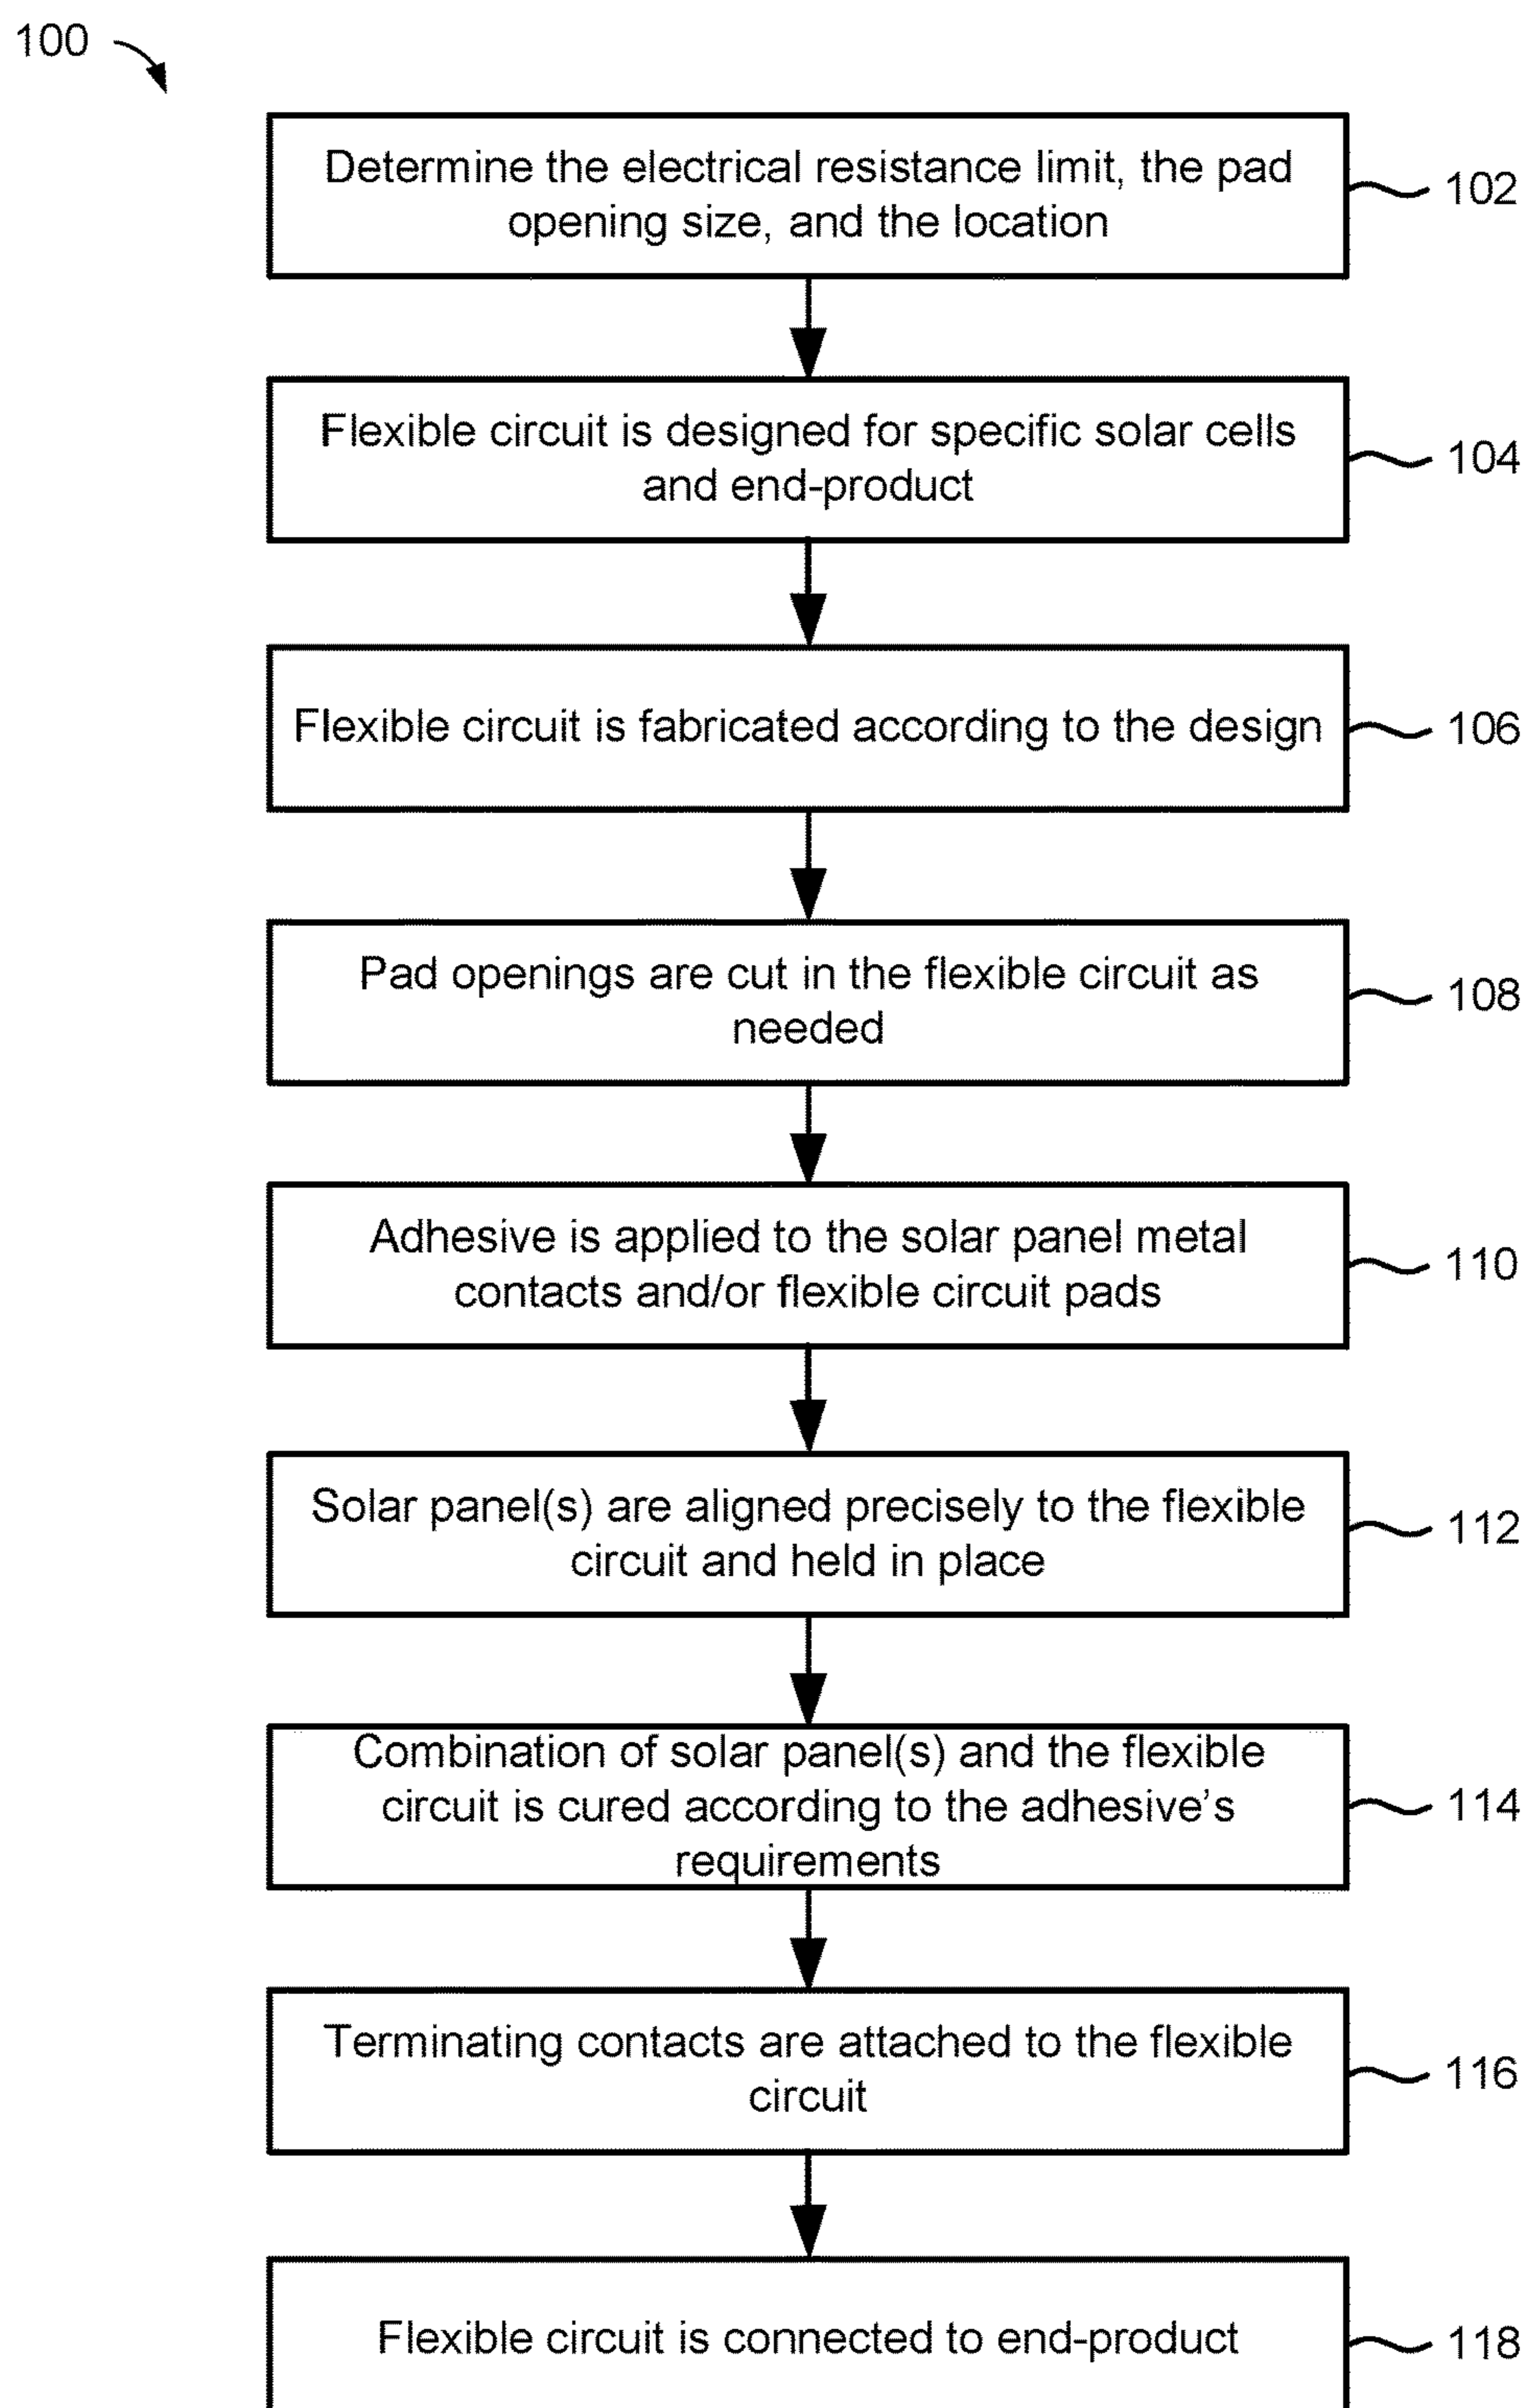 100
Determine the electrical resistance limit, the pad
opening size, and the location
102
Flexible circuit is designed for specific solar cells
and end-product
104
Flexible circuit is fabricated according to the design
106
Pad openings are cut in the flexible circuit as
needed
108
Adhesive is applied to the solar panel metal
contacts and/or flexible circuit pads
110
Solar panel(s) are aligned precisely to the flexible
circuit and held in place
112
Combination of solar panel(s) and the flexible
circuit is cured according to the adhesive’s
requirements
114
Terminating contacts are attached to the flexible
circuit
116
Flexible circuit is connected to end-product
118